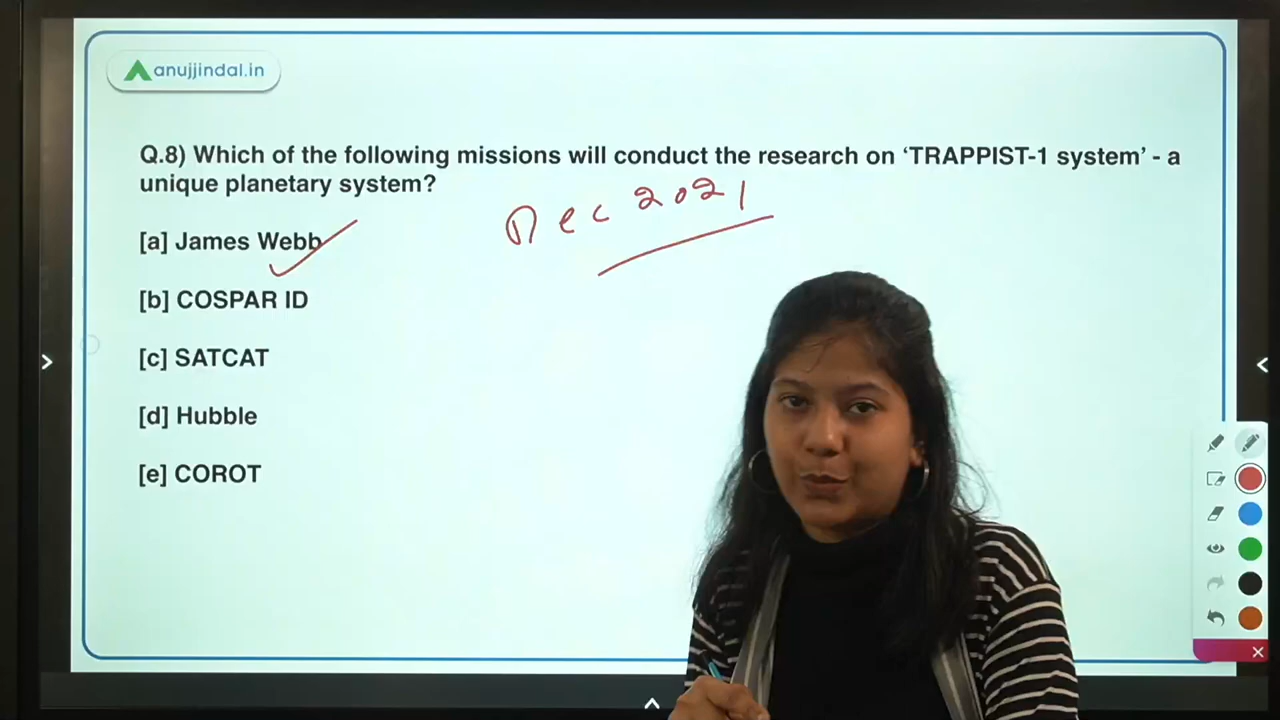 anujjindal.in
Q.8) Which of the following missions will conduct the research on ‘TRAPPIST-1 system’ - a
unique planetary system?
Dec 2021
[a] James Webb
[b] COSPAR ID
[c] SATCAT
[d] Hubble
[e] COROT